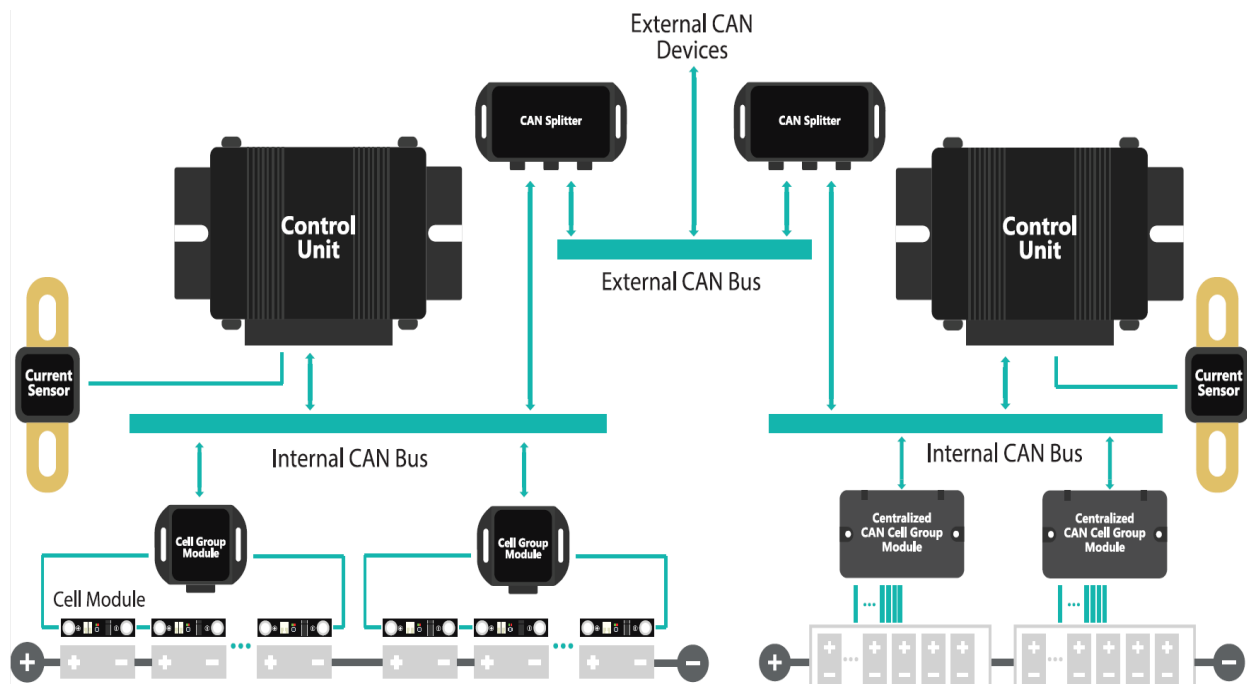 External CAN
Devices
CAN Splitter
CAN Splitter
Control
Unit
Control
Unit
External CAN Bus
Current
Sensor
Current
Sensor
Internal CAN Bus
Internal CAN Bus
Cell Group
Module
Cell Group
Module
Centralized
CAN Cell Group
Module
Centralized
CAN Cell Group
Module
Cell Module